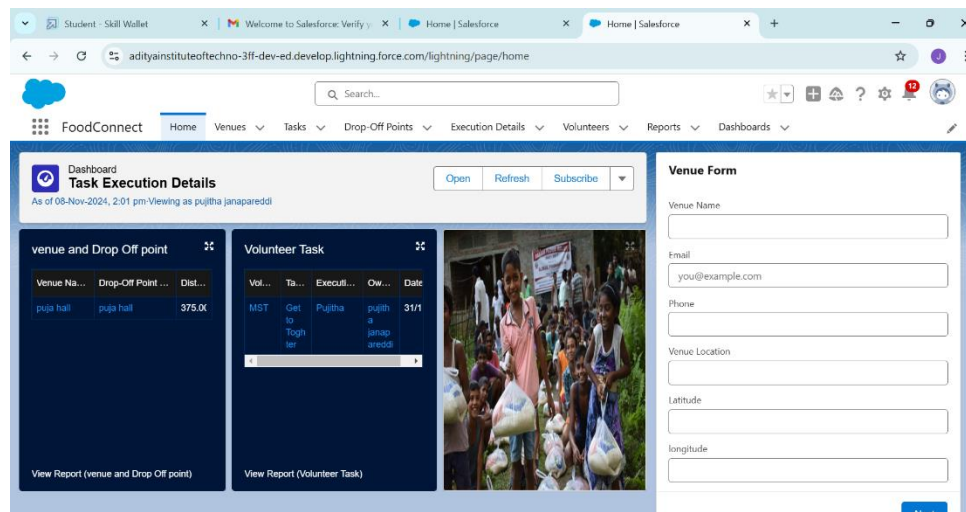 Student - Skill Wallet
Welcome to Salesforce: Verify y
Home | Salesforce
Home | Salesforce
adityainstituteoftechno-3ff-dev-ed.develop.lightning.force.com/lightning/page/home
J
Search...
12
FoodConnect
Home
Venues
Tasks
Drop-Off Points
Execution Details
Volunteers
Reports
Dashboards
Dashboard
Task Execution Details
As of 08-Nov-2024, 2:01 pm·Viewing as pujitha janapareddi
Open
Refresh
Subscribe
venue and Drop Off point
Venue Na... Drop-Off Point ... Dist...
puja hall puja hall 375.0(
View Report (venue and Drop Off point)
Volunteer Task
Vol... Ta... Executi... Ow... Date
MST Get Pujitha pujith 31/1
to a
Togh janap
ter areddi
View Report (Volunteer Task)
Venue Form
Venue Name
Email
you@example.com
Phone
Venue Location
Latitude
longitude